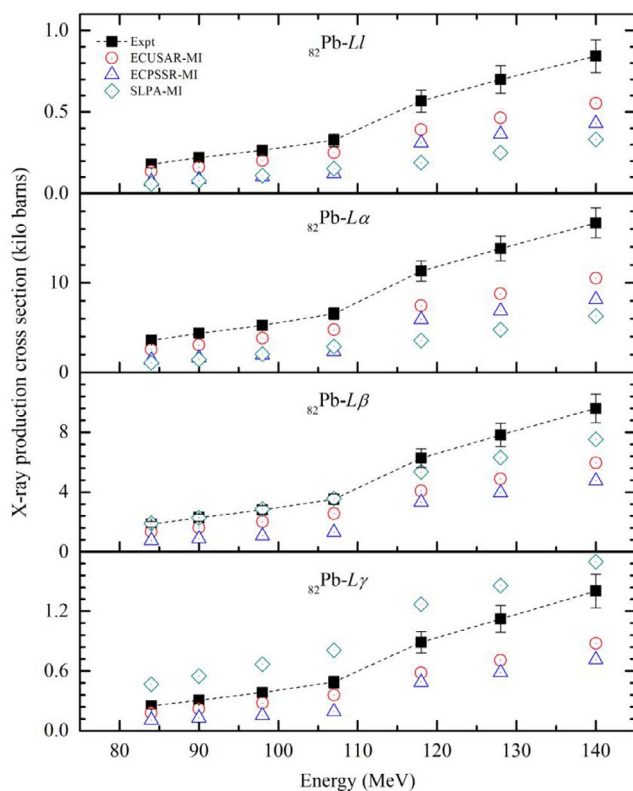 1.0
Expt
ECUSAR-MI
ECPSSR-MI
SLPA-MI
₈₂Pb-Ll
0.5
0.0
₈₂Pb-Lα
10
0
₈₂Pb-Lβ
8
4
0
₈₂Pb-Lγ
1.2
0.6
0.0
80 90 100 110 120 130 140
Energy (MeV)
X-ray production cross section (kilo barns)